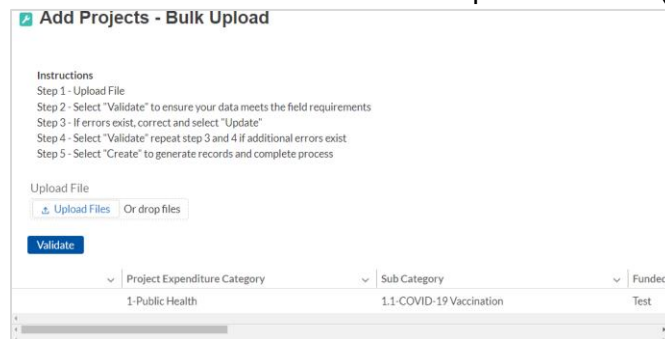 Add Projects - Bulk Upload
Instructions
Step 1 - Upload File
Step 2 - Select "Validate" to ensure your data meets the field requirements
Step 3 - If errors exist, correct and select "Update"
Step 4 - Select "Validate" repeat step 3 and 4 if additional errors exist
Step 5 - Select "Create" to generate records and complete process
Upload File
Upload Files Or drop files
Validate
Project Expenditure Category Sub Category Funded
1-Public Health 1.1-COVID-19 Vaccination Test